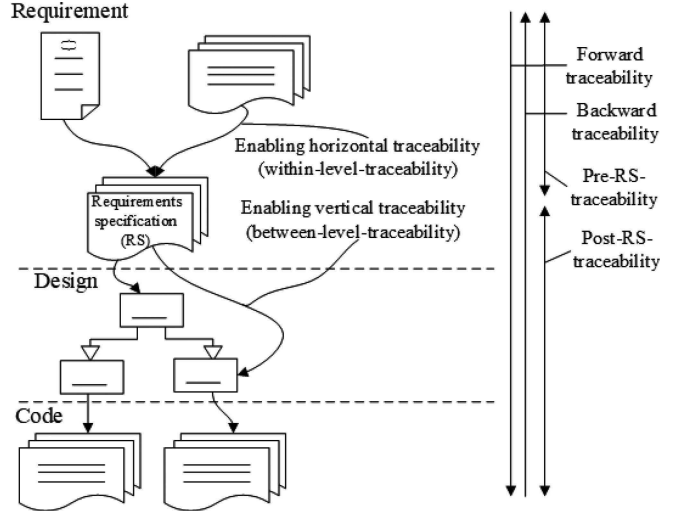 Requirement
Forward
traceability
Backward
traceability
Enabling horizontal traceability
(within-level-traceability)
Pre-RS-
traceability
Requirements
specification
(RS)
Enabling vertical traceability
(between-level-traceability)
Post-RS-
traceability
Design
Code